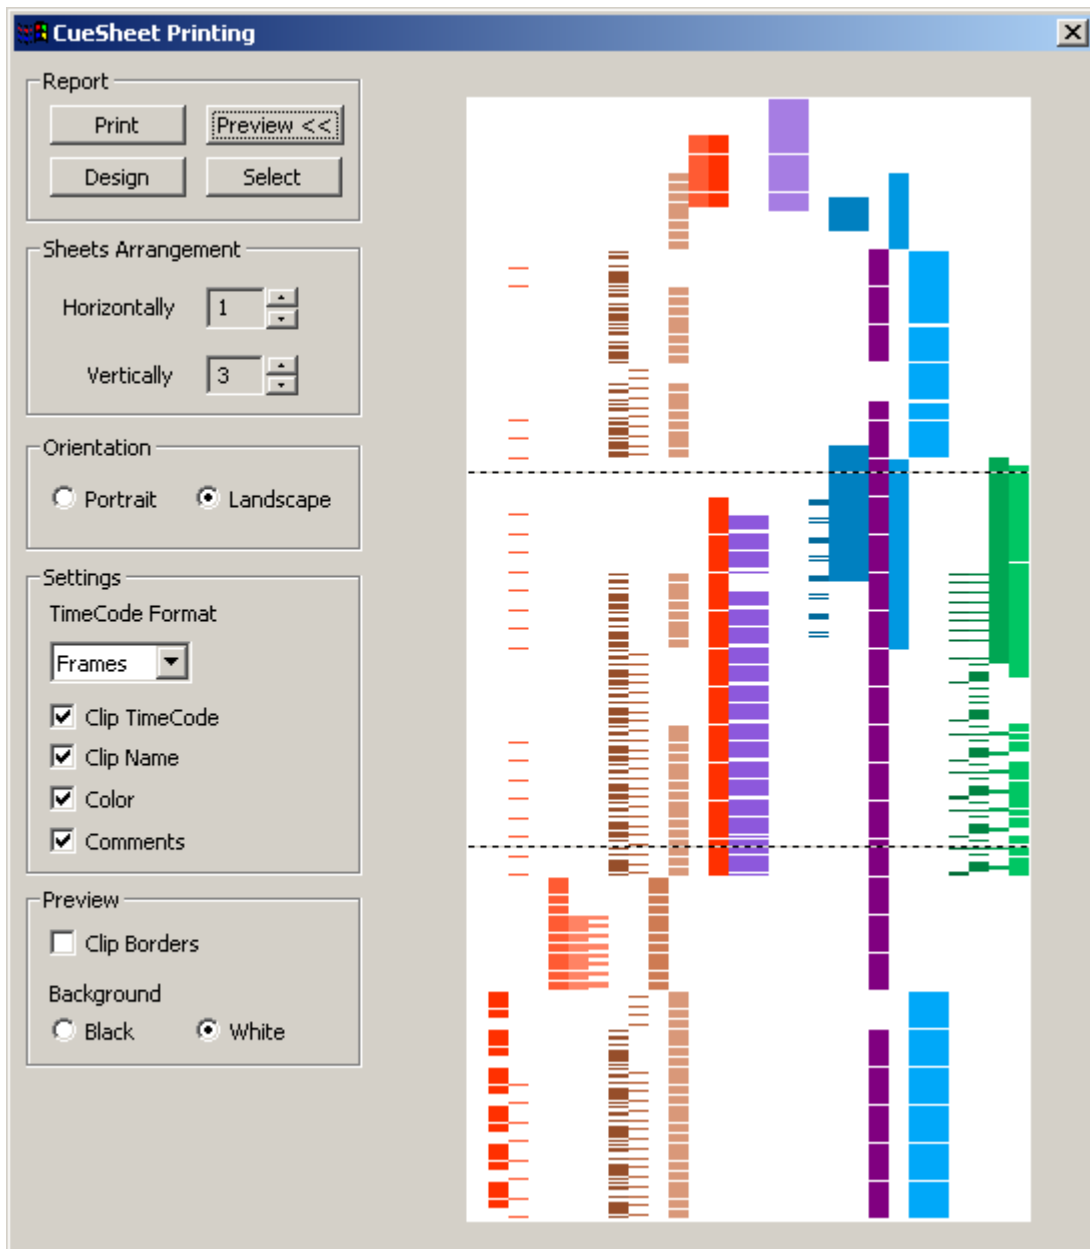 CueSheet Printing
Report
Print
Preview <<
Design
Select
Sheets Arrangement
Horizontally 1
Vertically 3
Orientation
Portrait
Landscape
Settings
TimeCode Format
Frames
Clip TimeCode
Clip Name
Color
Comments
Preview
Clip Borders
Background
Black
White